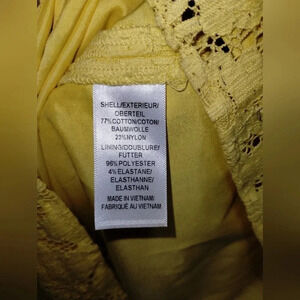 SHELL/EXTERIEUR/
OBERTEIL
77% COTTON/COTON/
BAUMWOLLE
23% NYLON
LINING/DOUBLURE/
FUTTER
96% POLYESTER
4% ELASTANE/
ELASTHANNE/
ELASTHAN
MADE IN VIETNAM/
FABRIQUÉ AU VIETNAM